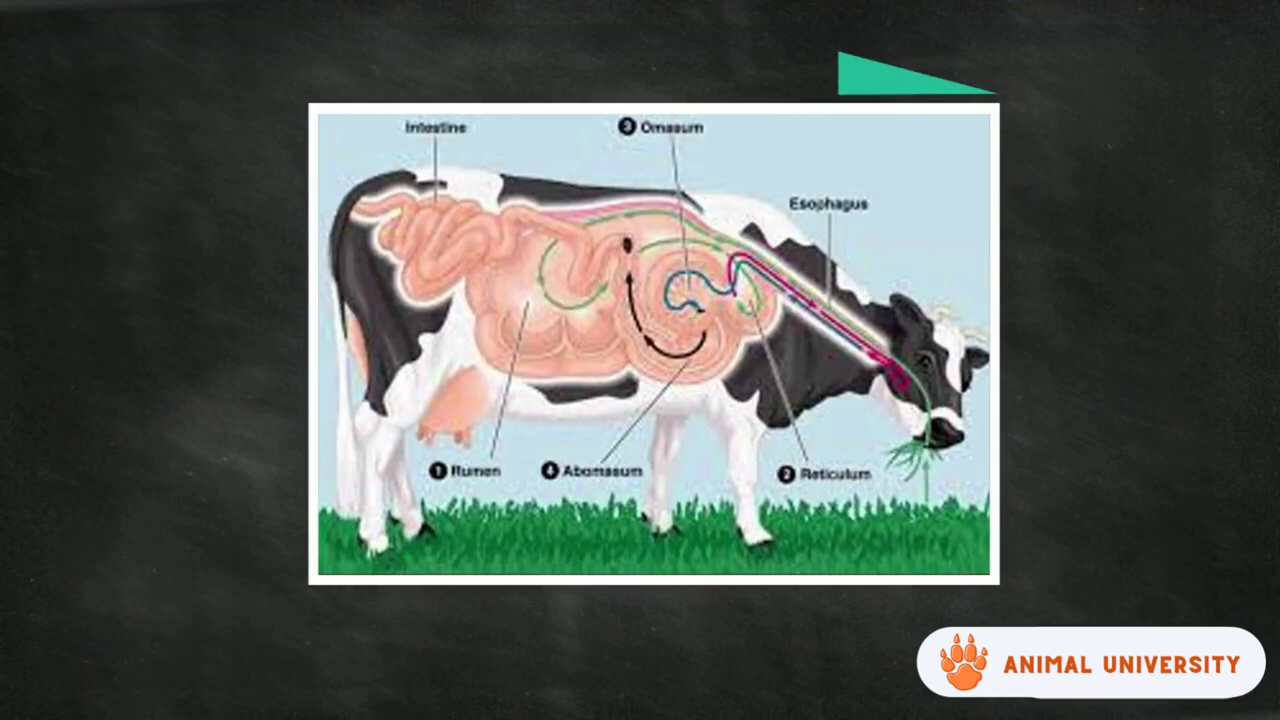 Intestine
3 Omasum
Esophagus
1 Rumen
4 Abomasum
2 Reticulum
ANIMAL UNIVERSITY